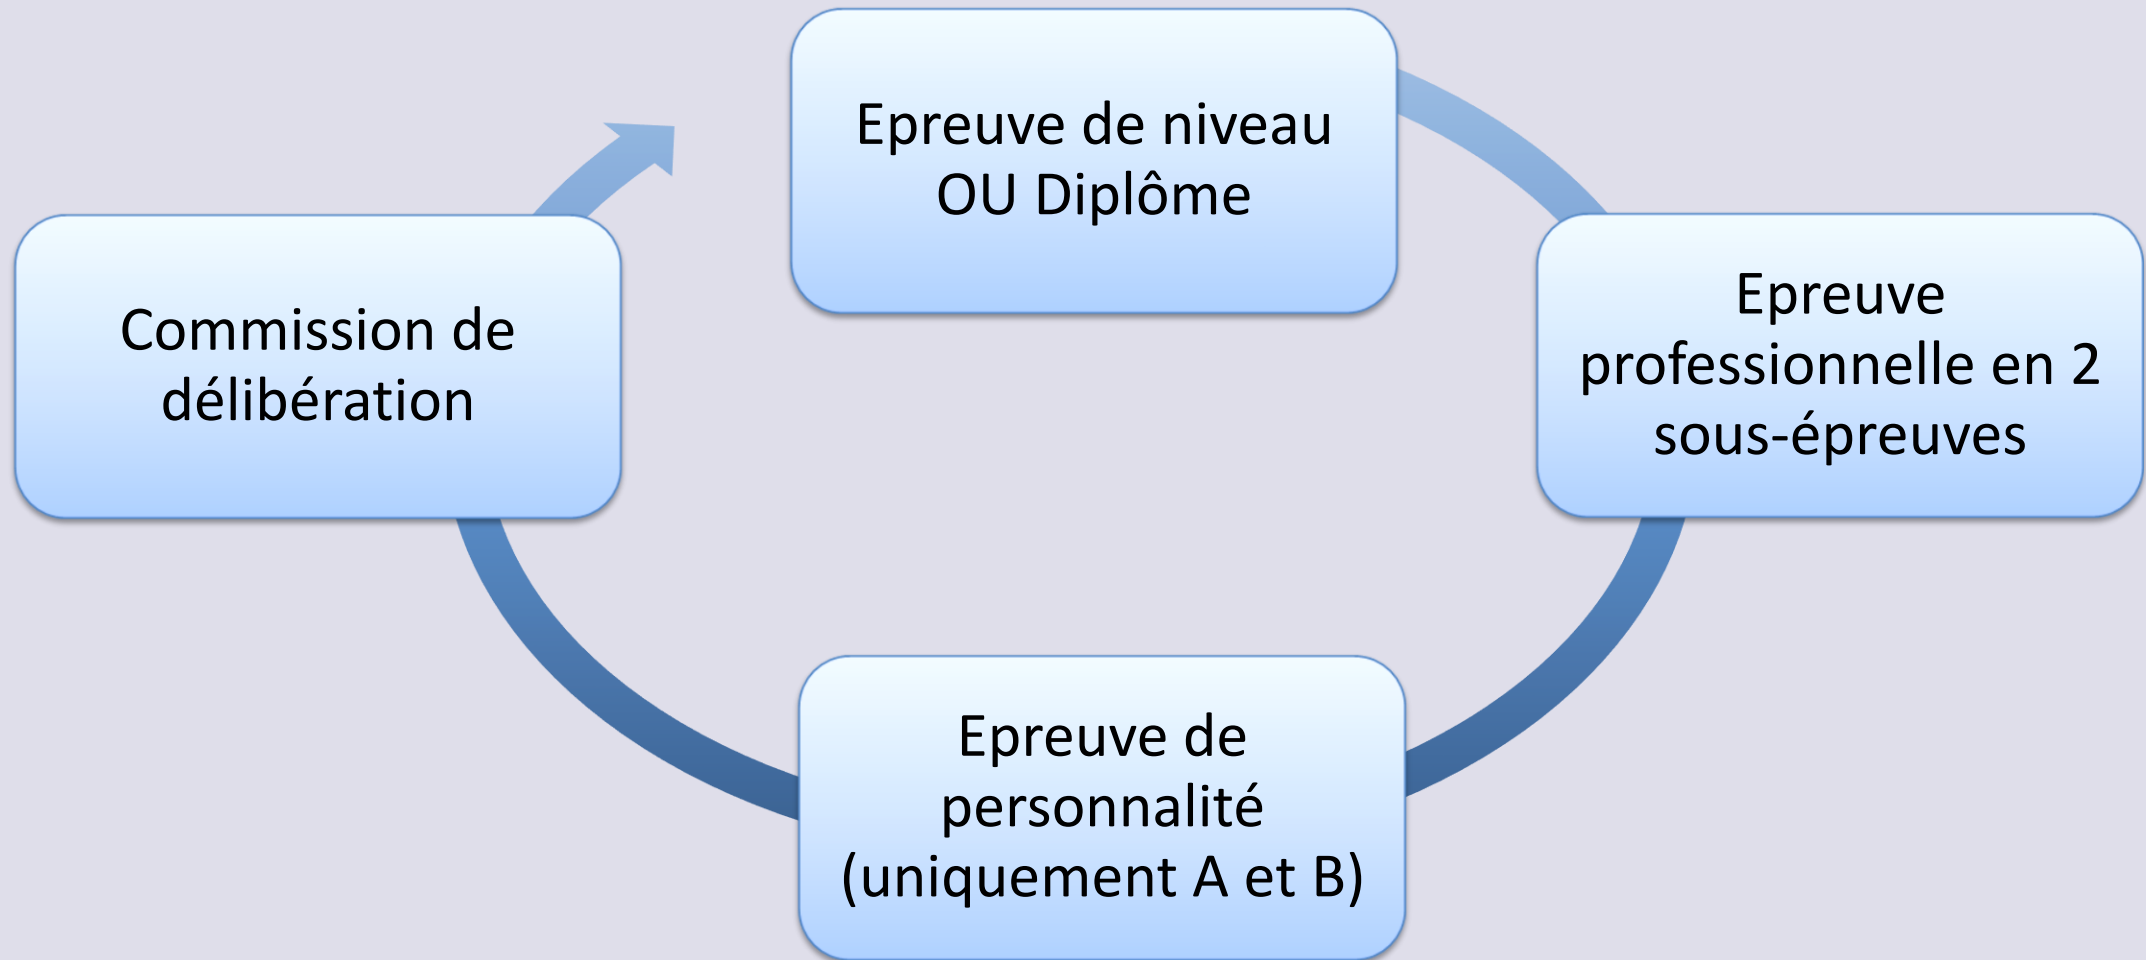 Epreuve de niveau
OU Diplôme
Epreuve
professionnelle en 2
sous-épreuves
Epreuve de
personnalité
(uniquement A et B)
Commission de
délibération